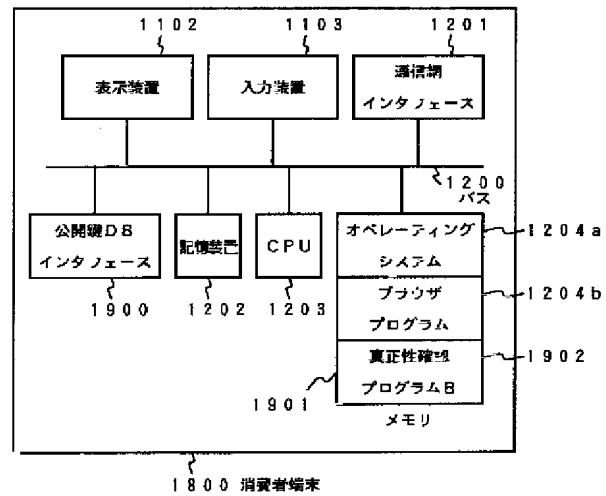 1102
1103
1201
表示装置
入力装置
通信網
インタフェース
1200
バス
公開鍵DB
インタフェース
記憶装置
CPU
オペレーティング
システム
1204a
ブラウザ
プログラム
1204b
真正性確認
プログラムB
1902
1900
1202
1203
1901
メモリ
1800 消費者端末